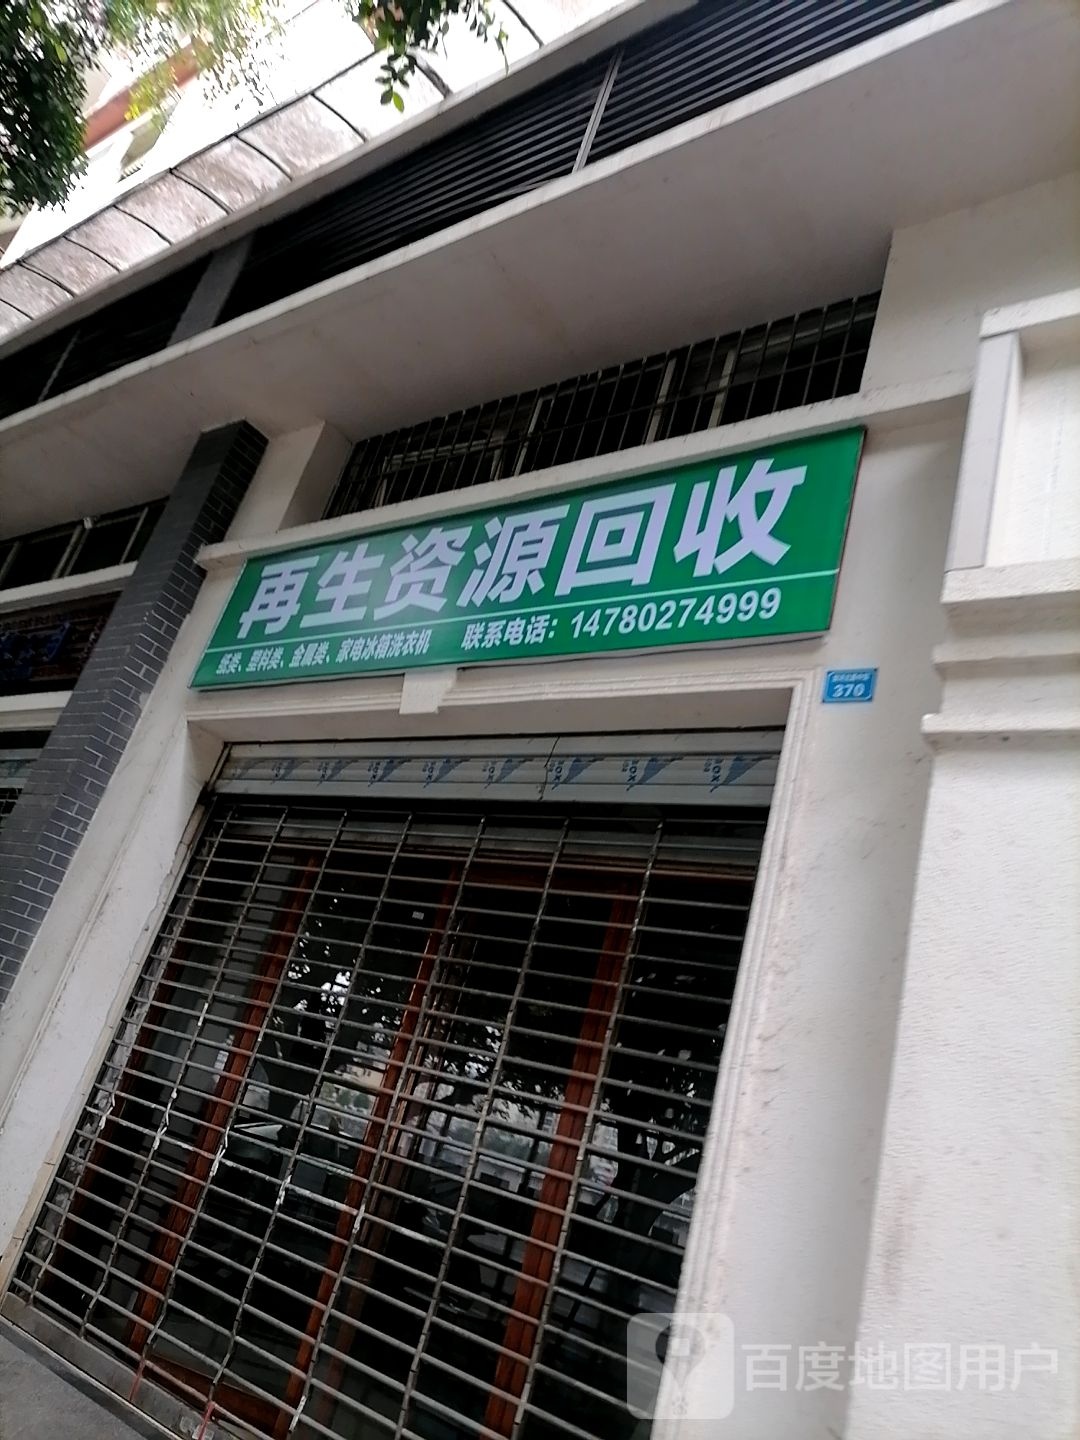 再生资源回收
纸类、塑料类、金属类、家电冰箱洗衣机 联系电话：14780274999
370
百度地图用户